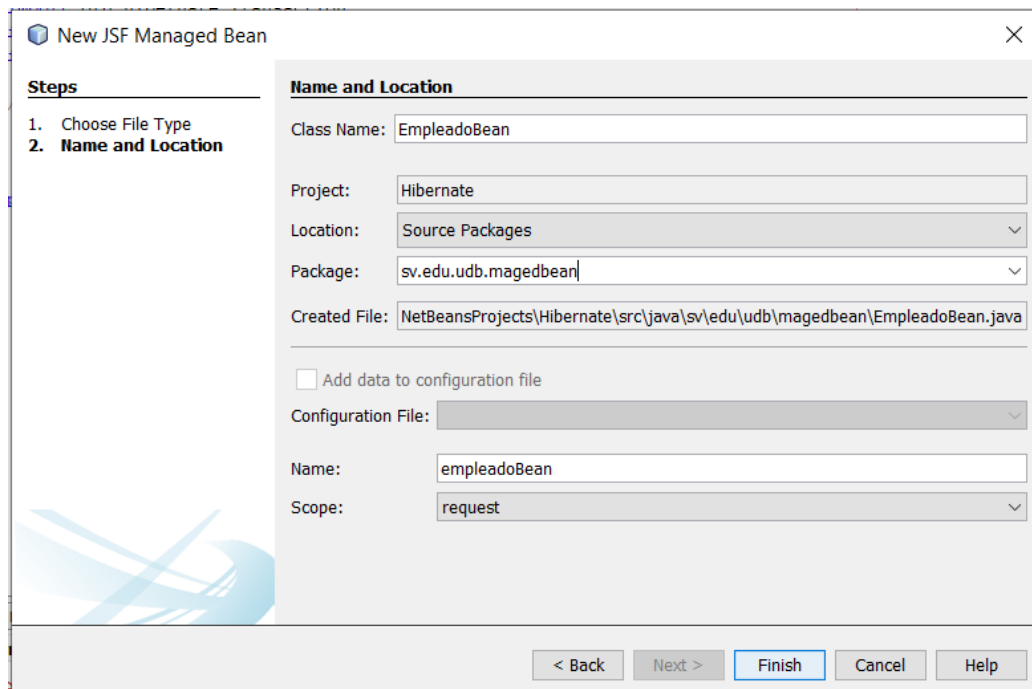 New JSF Managed Bean
Steps
1. Choose File Type
2. Name and Location
Name and Location
Class Name: EmpleadoBean
Project: Hibernate
Location: Source Packages
Package: sv.edu.udb.magedbean
Created File: NetBeansProjects\Hibernate\src\java\sv\edu\udb\magedbean\EmpleadoBean.java
Add data to configuration file
Configuration File:
Name: empleadoBean
Scope: request
< Back Next > Finish Cancel Help